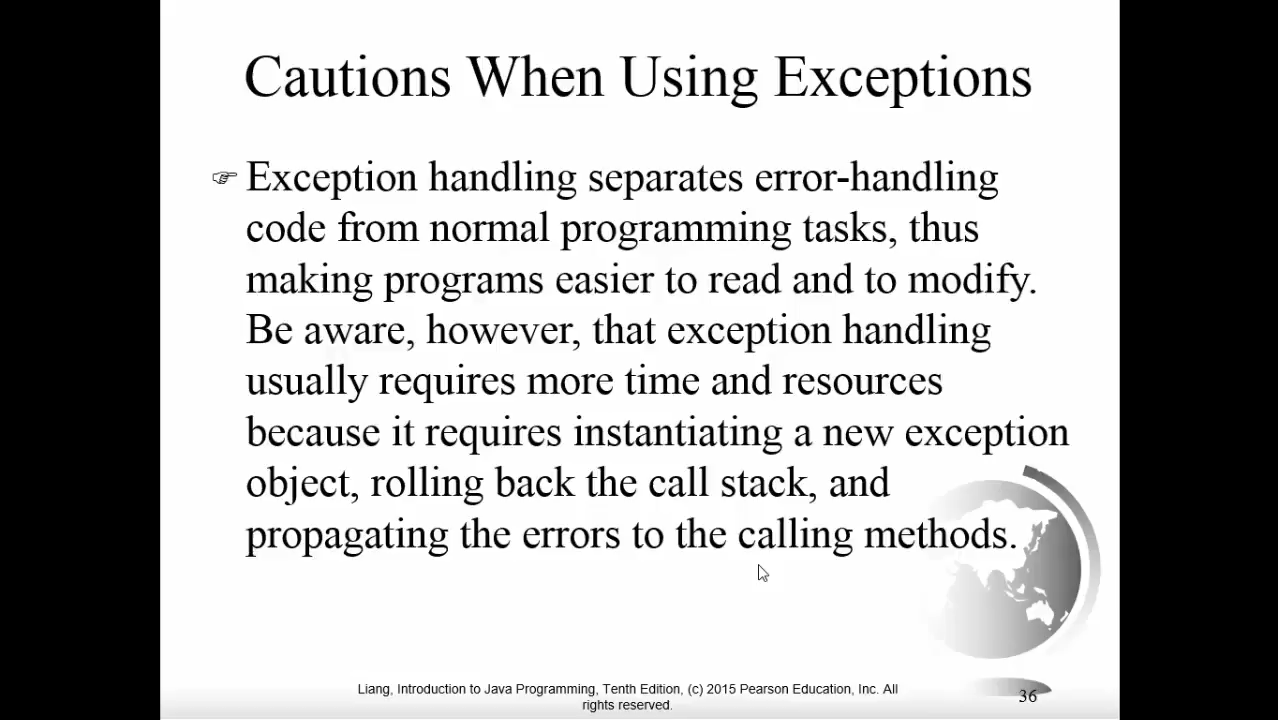 Cautions When Using Exceptions
Exception handling separates error-handling
code from normal programming tasks, thus
making programs easier to read and to modify.
Be aware, however, that exception handling
usually requires more time and resources
because it requires instantiating a new exception
object, rolling back the call stack, and
propagating the errors to the calling methods.
Liang, Introduction to Java Programming, Tenth Edition, (c) 2015 Pearson Education, Inc. All
rights reserved.
36